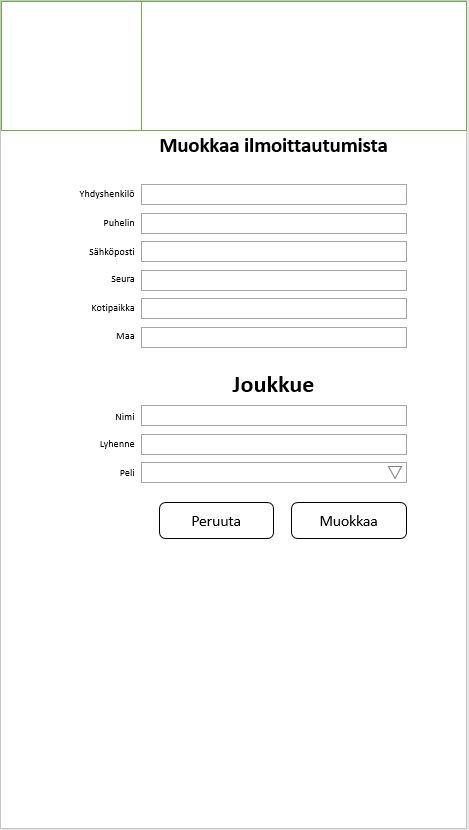 Muokkaa ilmoittautumista
Yhdyshenkilö
Puhelin
Sähköposti
Seura
Kotipaikka
Maa
Joukkue
Nimi
Lyhenne
Peli
Peruuta
Muokkaa